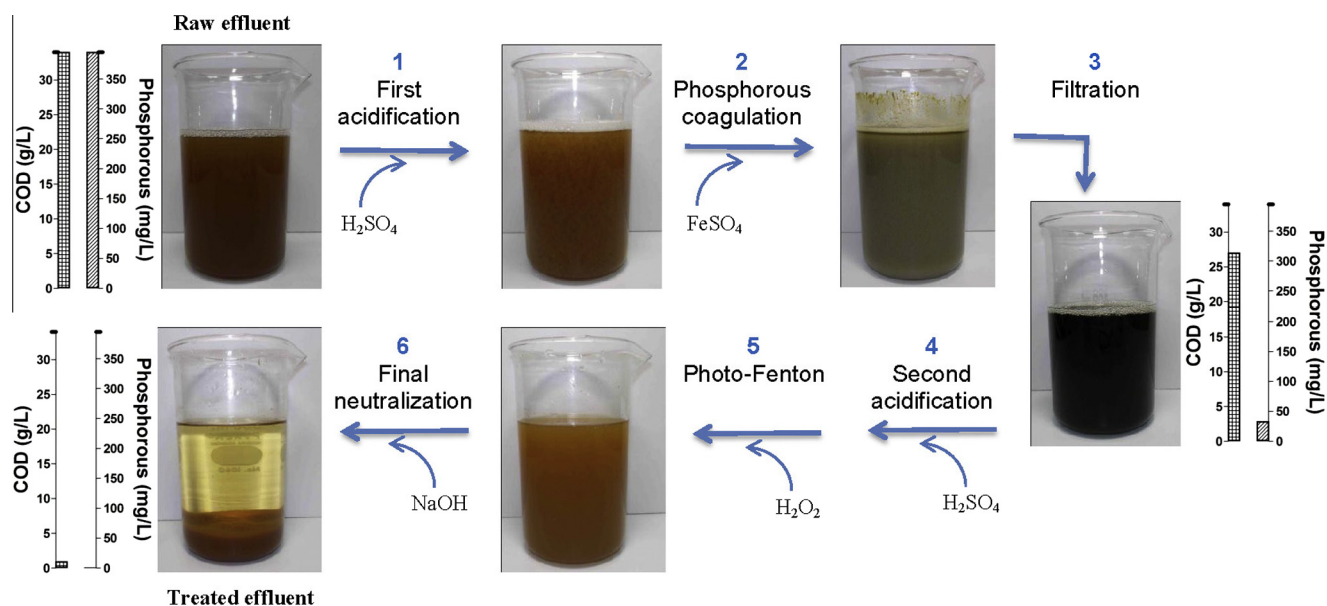 Raw effluent
COD (g/L)
30
25
20
15
10
5
0
Phosphorous (mg/L)
350
300
250
200
150
100
50
0
1
First
acidification
H₂SO₄
2
Phosphorous
coagulation
FeSO₄
3
Filtration
COD (g/L)
30
25
20
15
10
5
0
Phosphorous (mg/L)
350
300
250
200
150
100
50
0
4
Second
acidification
H₂SO₄
5
Photo-Fenton
H₂O₂
6
Final
neutralization
NaOH
COD (g/L)
30
25
20
15
10
5
0
Phosphorous (mg/L)
350
300
250
200
150
100
50
0
Treated effluent